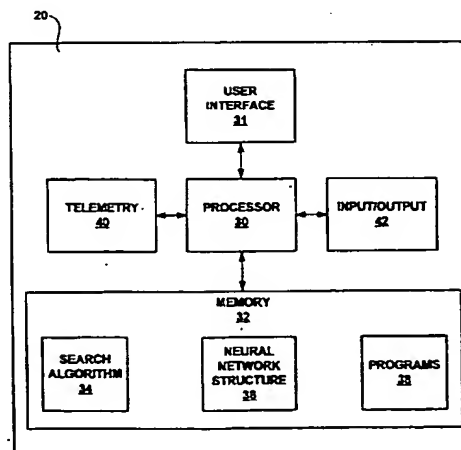 20
USER
INTERFACE
31
TELEMETRY
40
PROCESSOR
30
INPUT/OUTPUT
42
MEMORY
32
SEARCH
ALGORITHM
34
NEURAL
NETWORK
STRUCTURE
36
PROGRAMS
38